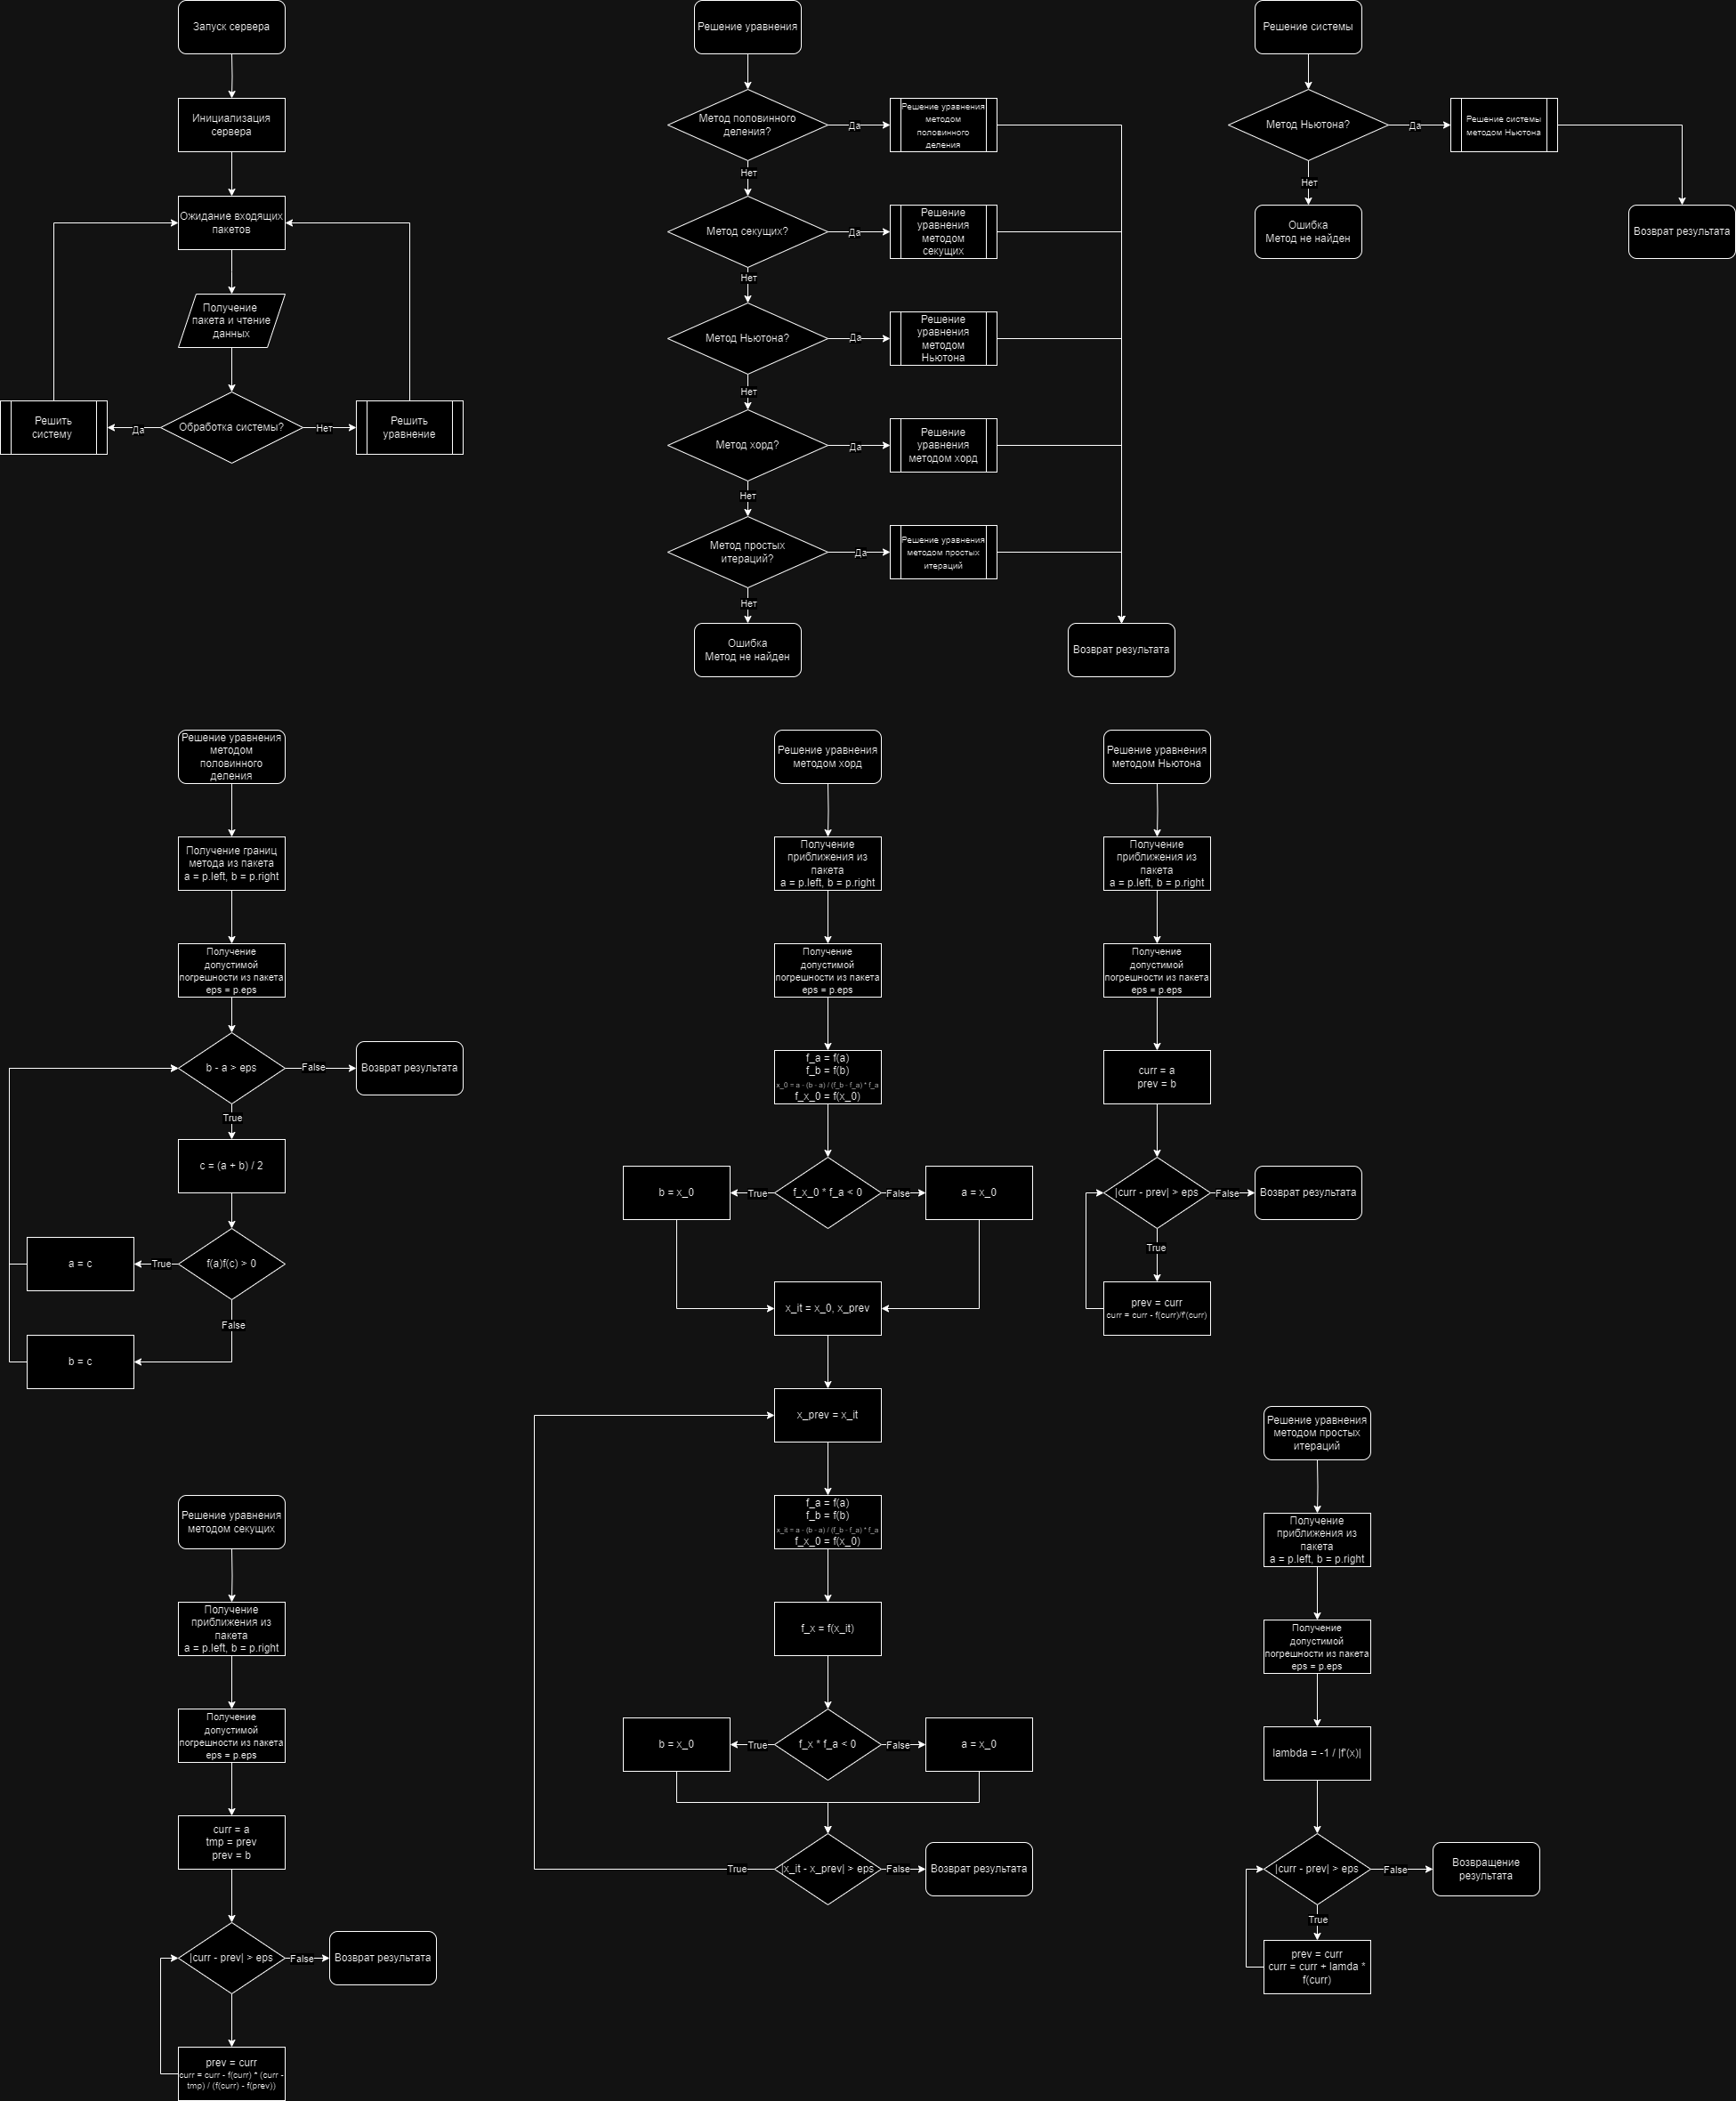 Запуск сервера
Инициализация
сервера
Ожидание входящих
пакетов
Получение
пакета и чтение
данных
Обработка системы?
Да
Нет
Решить
систему
Решить
уравнение
Решение уравнения
Метод половинного
деления?
Да
Решение уравнения
методом
половинного
деления
Нет
Метод секущих?
Да
Решение
уравнения
методом
секущих
Нет
Метод Ньютона?
Да
Решение
уравнения
методом
Ньютона
Нет
Метод хорд?
Да
Решение
уравнения
методом хорд
Нет
Метод простых
итераций?
Да
Решение уравнения
методом простых
итераций
Нет
Ошибка
Метод не найден
Возврат результата
Решение системы
Метод Ньютона?
Да
Решение системы
методом Ньютона
Нет
Ошибка
Метод не найден
Возврат результата
Решение уравнения
методом
половинного
деления
Получение границ
метода из пакета
a = p.left, b = p.right
Получение
допустимой
погрешности из пакета
eps = p.eps
b - a > eps
False
Возврат результата
True
c = (a + b) / 2
f(a)f(c) > 0
True
a = c
False
b = c
Решение уравнения
методом секущих
Получение
приближения из
пакета
a = p.left, b = p.right
Получение
допустимой
погрешности из пакета
eps = p.eps
curr = a
tmp = prev
prev = b
|curr - prev| > eps
False
Возврат результата
prev = curr
curr = curr - f(curr) * (curr -
tmp) / (f(curr) - f(prev))
Решение уравнения
методом хорд
Получение
приближения из
пакета
a = p.left, b = p.right
Получение
допустимой
погрешности из пакета
eps = p.eps
f_a = f(a)
f_b = f(b)
x_0 = a - (b - a) / (f_b - f_a) * f_a
f_x_0 = f(x_0)
b = x_0
True
f_x_0 * f_a < 0
False
a = x_0
x_it = x_0, x_prev
x_prev = x_it
f_a = f(a)
f_b = f(b)
x_it = a - (b - a) / (f_b - f_a) * f_a
f_x_0 = f(x_0)
f_x = f(x_it)
b = x_0
True
f_x * f_a < 0
False
a = x_0
True
|x_it - x_prev| > eps
False
Возврат результата
Решение уравнения
методом Ньютона
Получение
приближения из
пакета
a = p.left, b = p.right
Получение
допустимой
погрешности из пакета
eps = p.eps
curr = a
prev = b
|curr - prev| > eps
False
Возврат результата
True
prev = curr
curr = curr - f(curr)/f'(curr)
Решение уравнения
методом простых
итераций
Получение
приближения из
пакета
a = p.left, b = p.right
Получение
допустимой
погрешности из пакета
eps = p.eps
lambda = -1 / |f'(x)|
|curr - prev| > eps
False
Возвращение
результата
True
prev = curr
curr = curr + lamda *
f(curr)